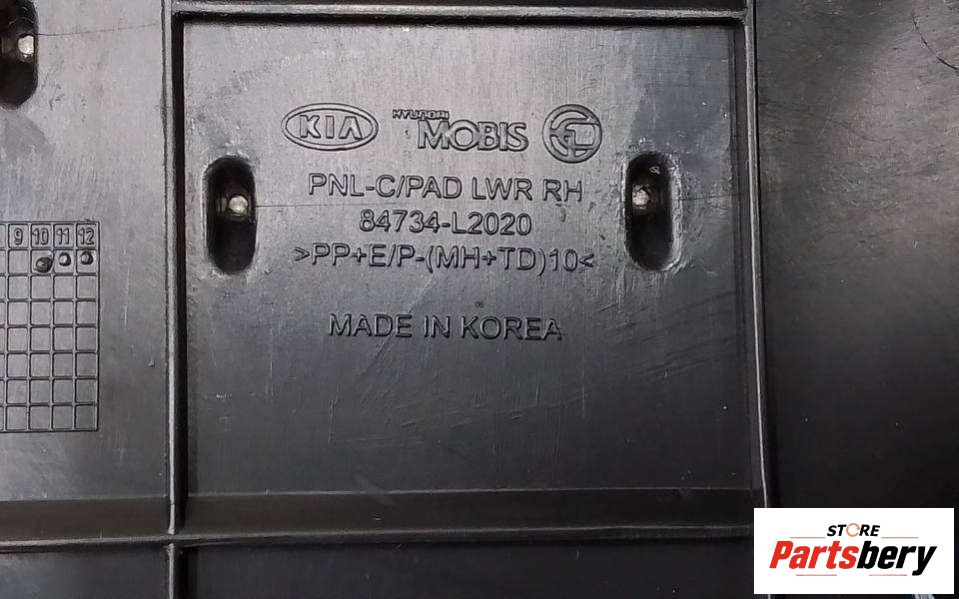 KIA HYUNDAI MOBIS
PNL-C/PAD LWR RH
84734-L2020
>PP+E/P-(MH+TD)10<
MADE IN KOREA
9 10 11 12
STORE
Partsbery